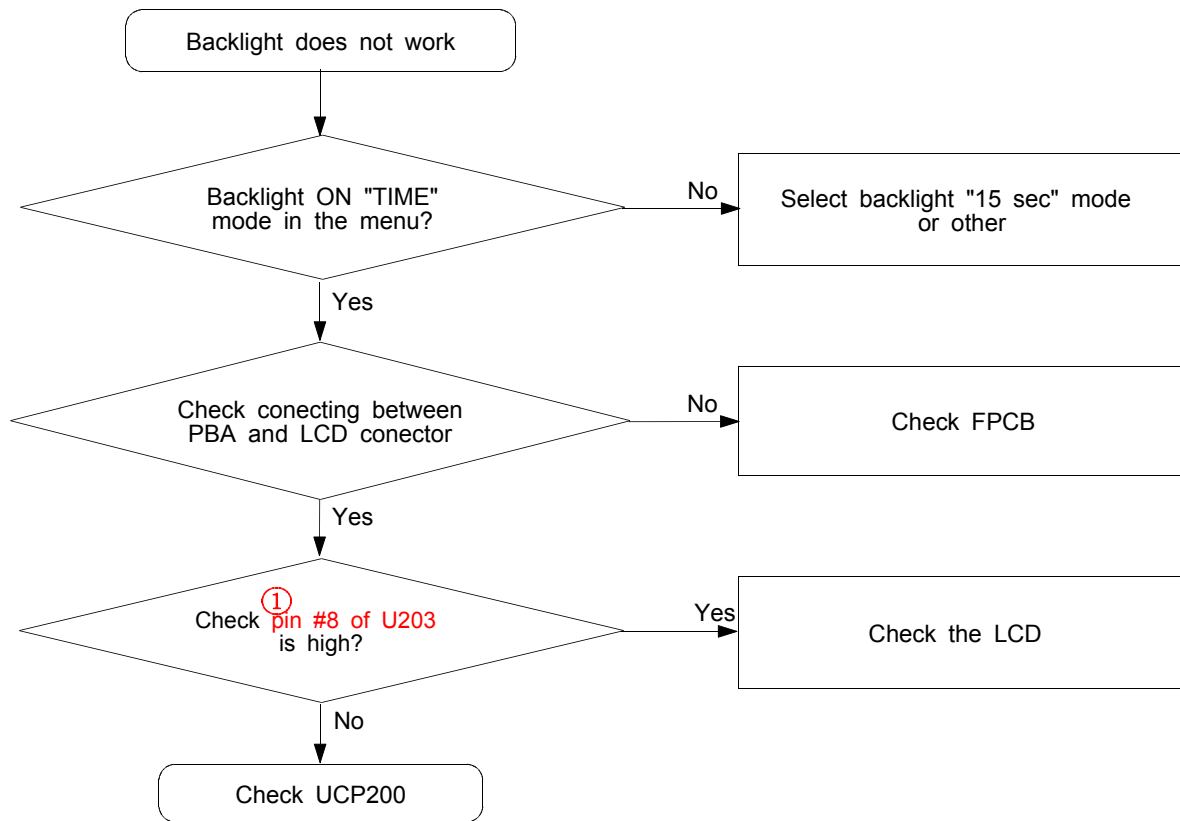 Backlight does not work
Backlight ON "TIME"
mode in the menu?
No
Select backlight "15 sec" mode
or other
Yes
Check conecting between
PBA and LCD conector
No
Check FPCB
Yes
①
Check pin #8 of U203
is high?
Yes
Check the LCD
No
Check UCP200